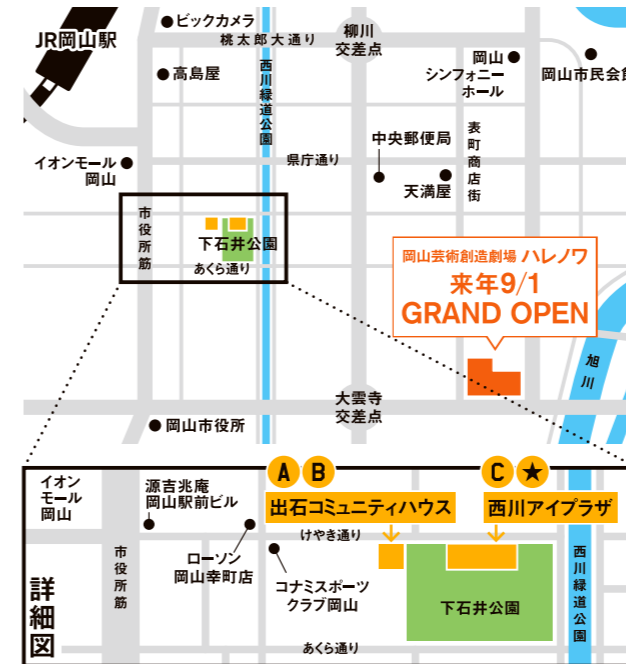 ビックカメラ
JR岡山駅
桃太郎大通り
柳川
交差点
高島屋
西川緑道公園
岡山
シンフォニー
ホール
岡山市民会館
イオンモール
岡山
県庁通り
中央郵便局
表町商店街
天満屋
市役所筋
下石井公園
あくら通り
岡山芸術創造劇場 ハレノワ
来年9/1
GRAND OPEN
旭川
大雲寺
交差点
岡山市役所
A B
C ★
イオン
モール
岡山
源吉兆庵
岡山駅前ビル
出石コミュニティハウス
西川アイプラザ
けやき通り
市役所筋
ローソン
岡山幸町店
コナミスポーツ
クラブ岡山
下石井公園
西川緑道公園
詳細図
あくら通り